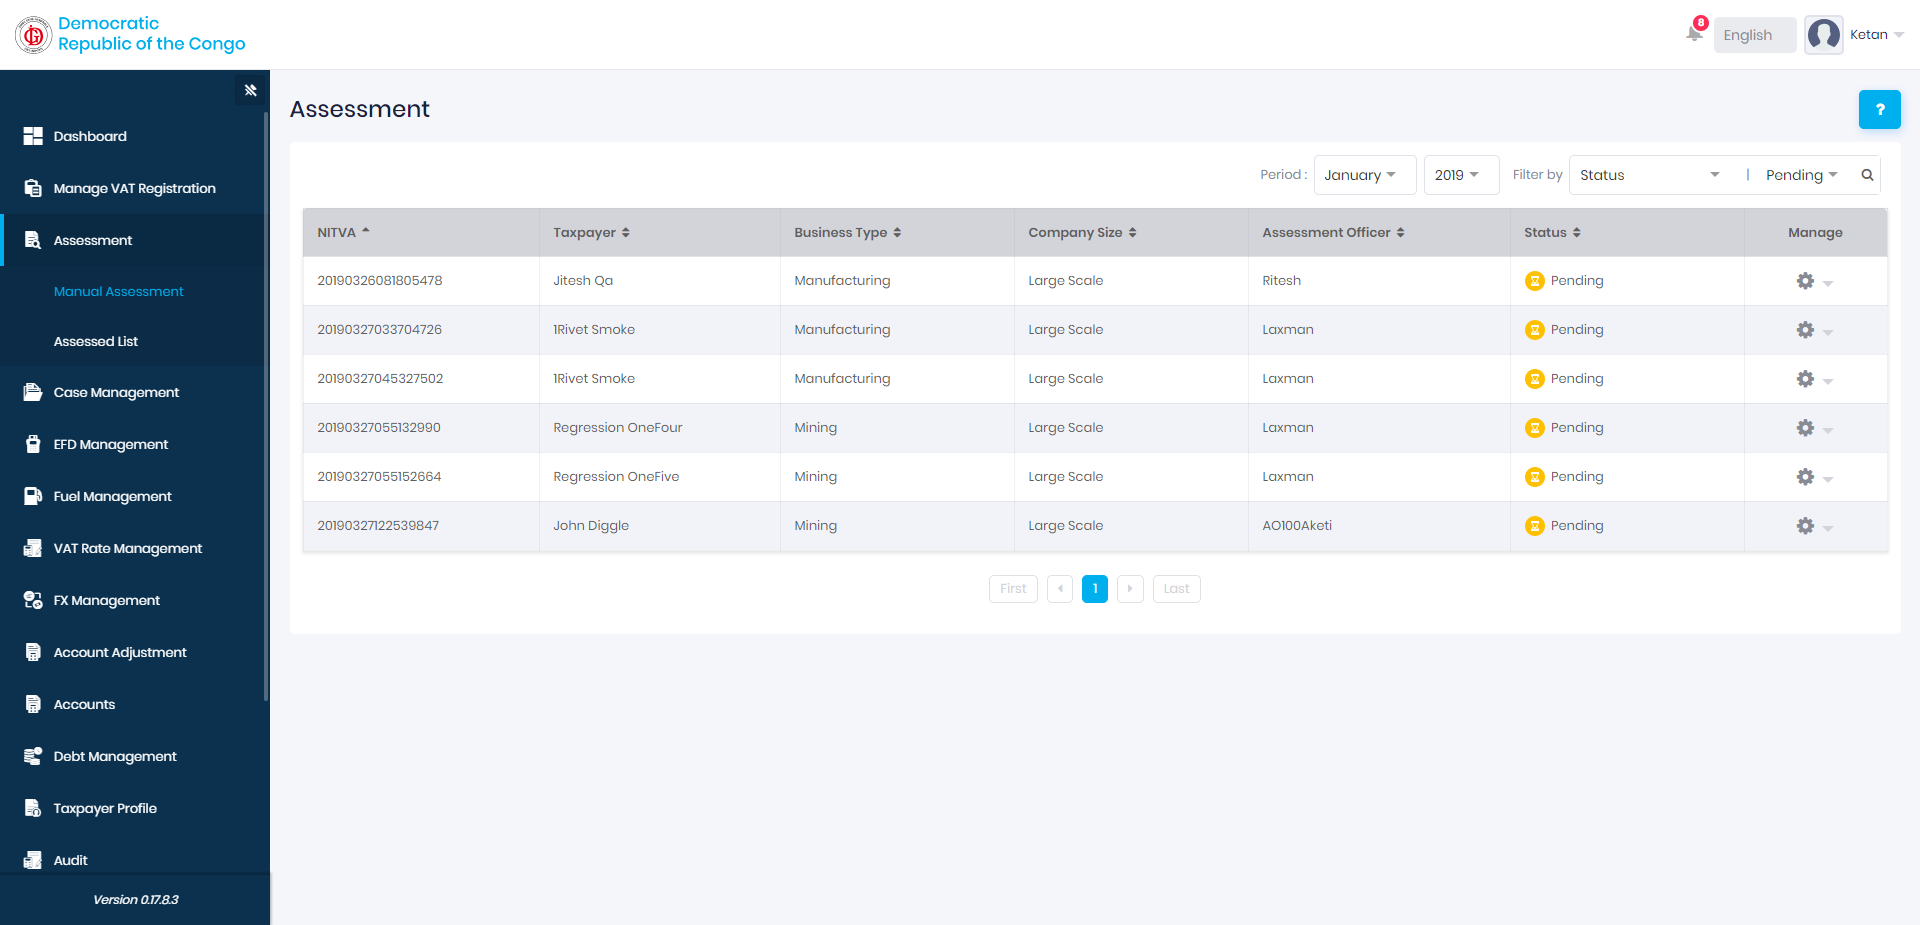 Democratic
Republic of the Congo
8
English
Ketan
Dashboard
Manage VAT Registration
Assessment
Manual Assessment
Assessed List
Case Management
EFD Management
Fuel Management
VAT Rate Management
FX Management
Account Adjustment
Accounts
Debt Management
Taxpayer Profile
Audit
Version 0.17.8.3
Assessment
?
Period : January 2019 Filter by Status | Pending
NITVA Taxpayer Business Type Company Size Assessment Officer Status Manage
20190326081805478 Jitesh Qa Manufacturing Large Scale Ritesh Pending
20190327033704726 1Rivet Smoke Manufacturing Large Scale Laxman Pending
20190327045327502 1Rivet Smoke Manufacturing Large Scale Laxman Pending
20190327055132990 Regression OneFour Mining Large Scale Laxman Pending
20190327055152664 Regression OneFive Mining Large Scale Laxman Pending
20190327122539847 John Diggle Mining Large Scale AO100Aketi Pending
First 1 Last